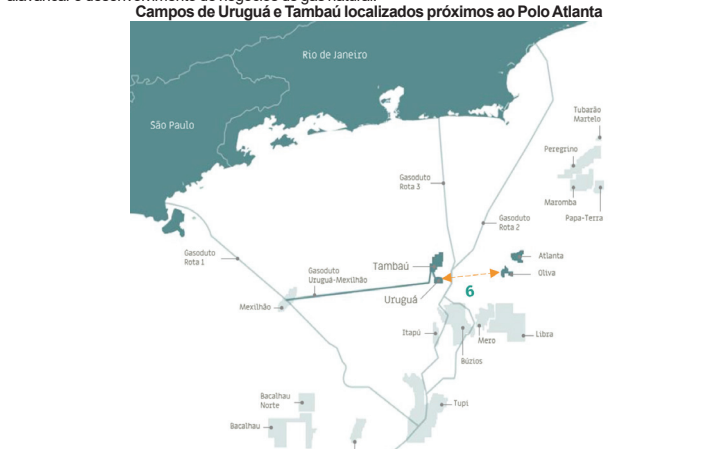 Campos de Uruguá e Tambaú localizados próximos ao Polo Atlanta
Rio de Janeiro
São Paulo
Tubarão
Martelo
Peregrino
Maromba
Papa-Terra
Gasoduto
Rota 3
Gasoduto
Rota 2
Gasoduto
Rota 1
Gasoduto
Uruguá-Mexilhão
Tambaú
Uruguá
Atlanta
Oliva
6
Mexilhão
Itapú
Mero
Libra
Búzios
Bacalhau
Norte
Tupi
Bacalhau